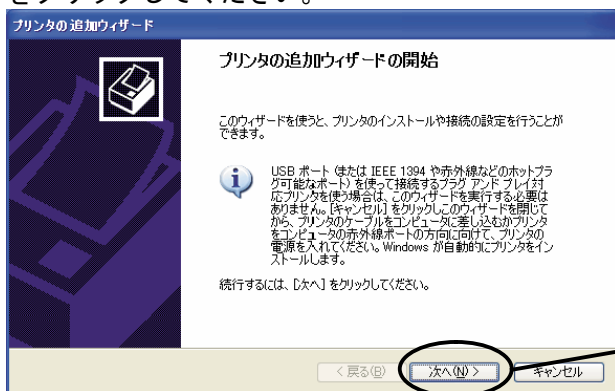 をクリックしてください。
プリンタの追加ウィザード
プリンタの追加ウィザードの開始
このウィザードを使うと、プリンタのインストールや接続の設定を行うことが
できます。
USB ポート (または IEEE 1394 や赤外線などのホットプラ
グ可能なポート) を使って接続するプラグ アンド プレイ対
応プリンタを使う場合は、このウィザードを実行する必要は
ありません。[キャンセル] をクリックしこのウィザードを閉じて
から、プリンタのケーブルをコンピュータに差し込むかプリンタ
をコンピュータの赤外線ポートの方向に向けて、プリンタの
電源を入れてください。Windows が自動的にプリンタをイン
ストールします。
続行するには、[次へ] をクリックしてください。
< 戻る(B) 次へ(N) > キャンセル